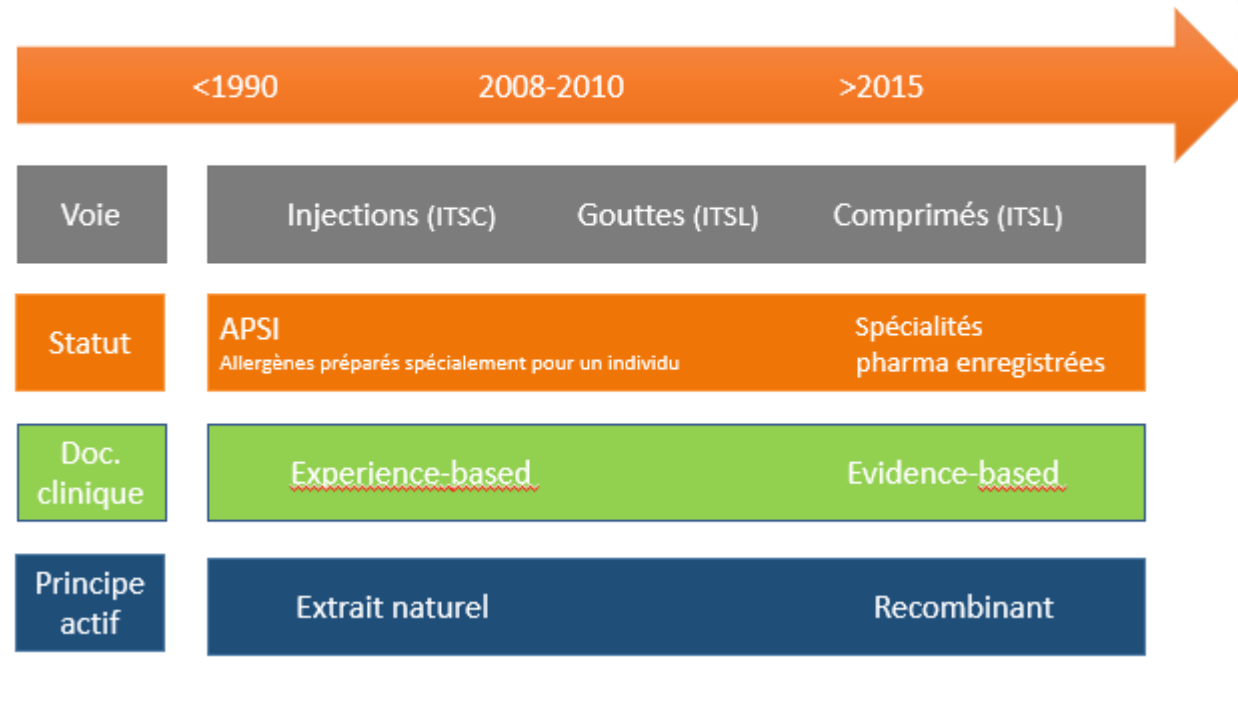 <1990 2008-2010 >2015
Voie Injections (ITSC) Gouttes (ITSL) Comprimés (ITSL)
Statut
APSI
Allergènes préparés spécialement pour un individu
Spécialités
pharma enregistrées
Doc.
clinique
Experience-based Evidence-based
Principe
actif
Extrait naturel Recombinant